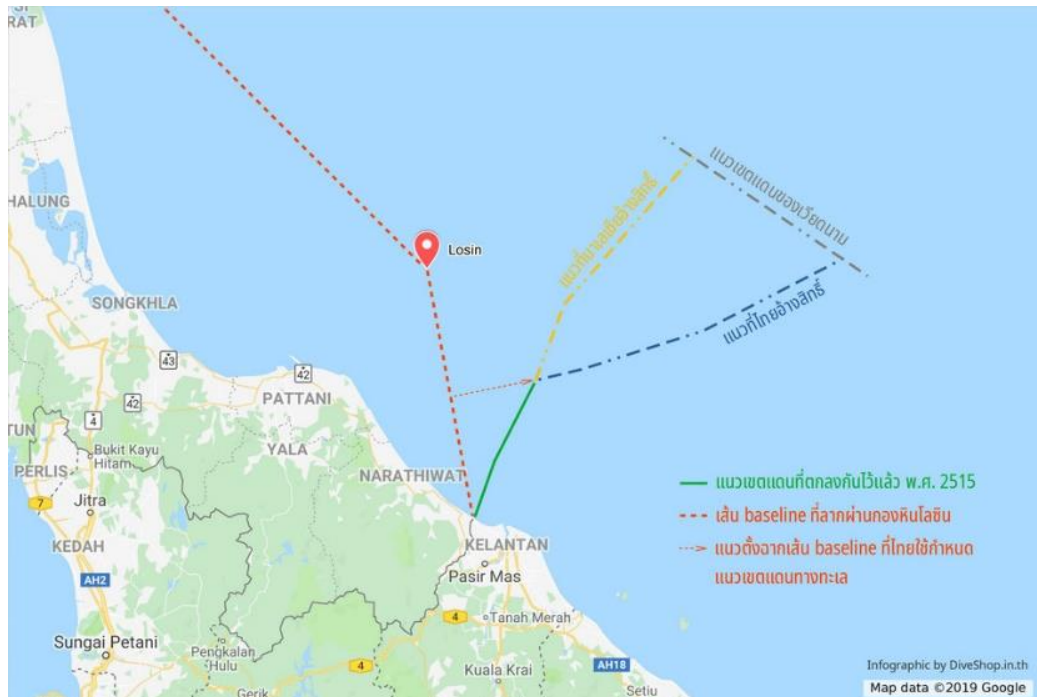 SI
RAT
HALUNG
SONGKHLA
43
42
PATTANI
42
4
TUN
Bukit Kayu
Hitam
YALA
PERLIS
NARATHIWAT
7
Jitra
KEDAH
KELANTAN
Pasir Mas
AH2
4
Tanah Merah
Sungai Petani
Pengkalan
Hulu
4
Kuala Krai
AH18
Gerik
Setiu
Losin
แนวที่มาเลเซียอ้างสิทธิ์
แนวเขตแดนของเวียดนาม
แนวที่ไทยอ้างสิทธิ์
แนวเขตแดนที่ตกลงกันไว้แล้ว พ.ศ. 2515
เส้น baseline ที่ลากผ่านกองหินโลซิน
แนวตั้งฉากเส้น baseline ที่ไทยใช้กำหนด
แนวเขตแดนทางทะเล
Infographic by DiveShop.in.th
Map data ©2019 Google